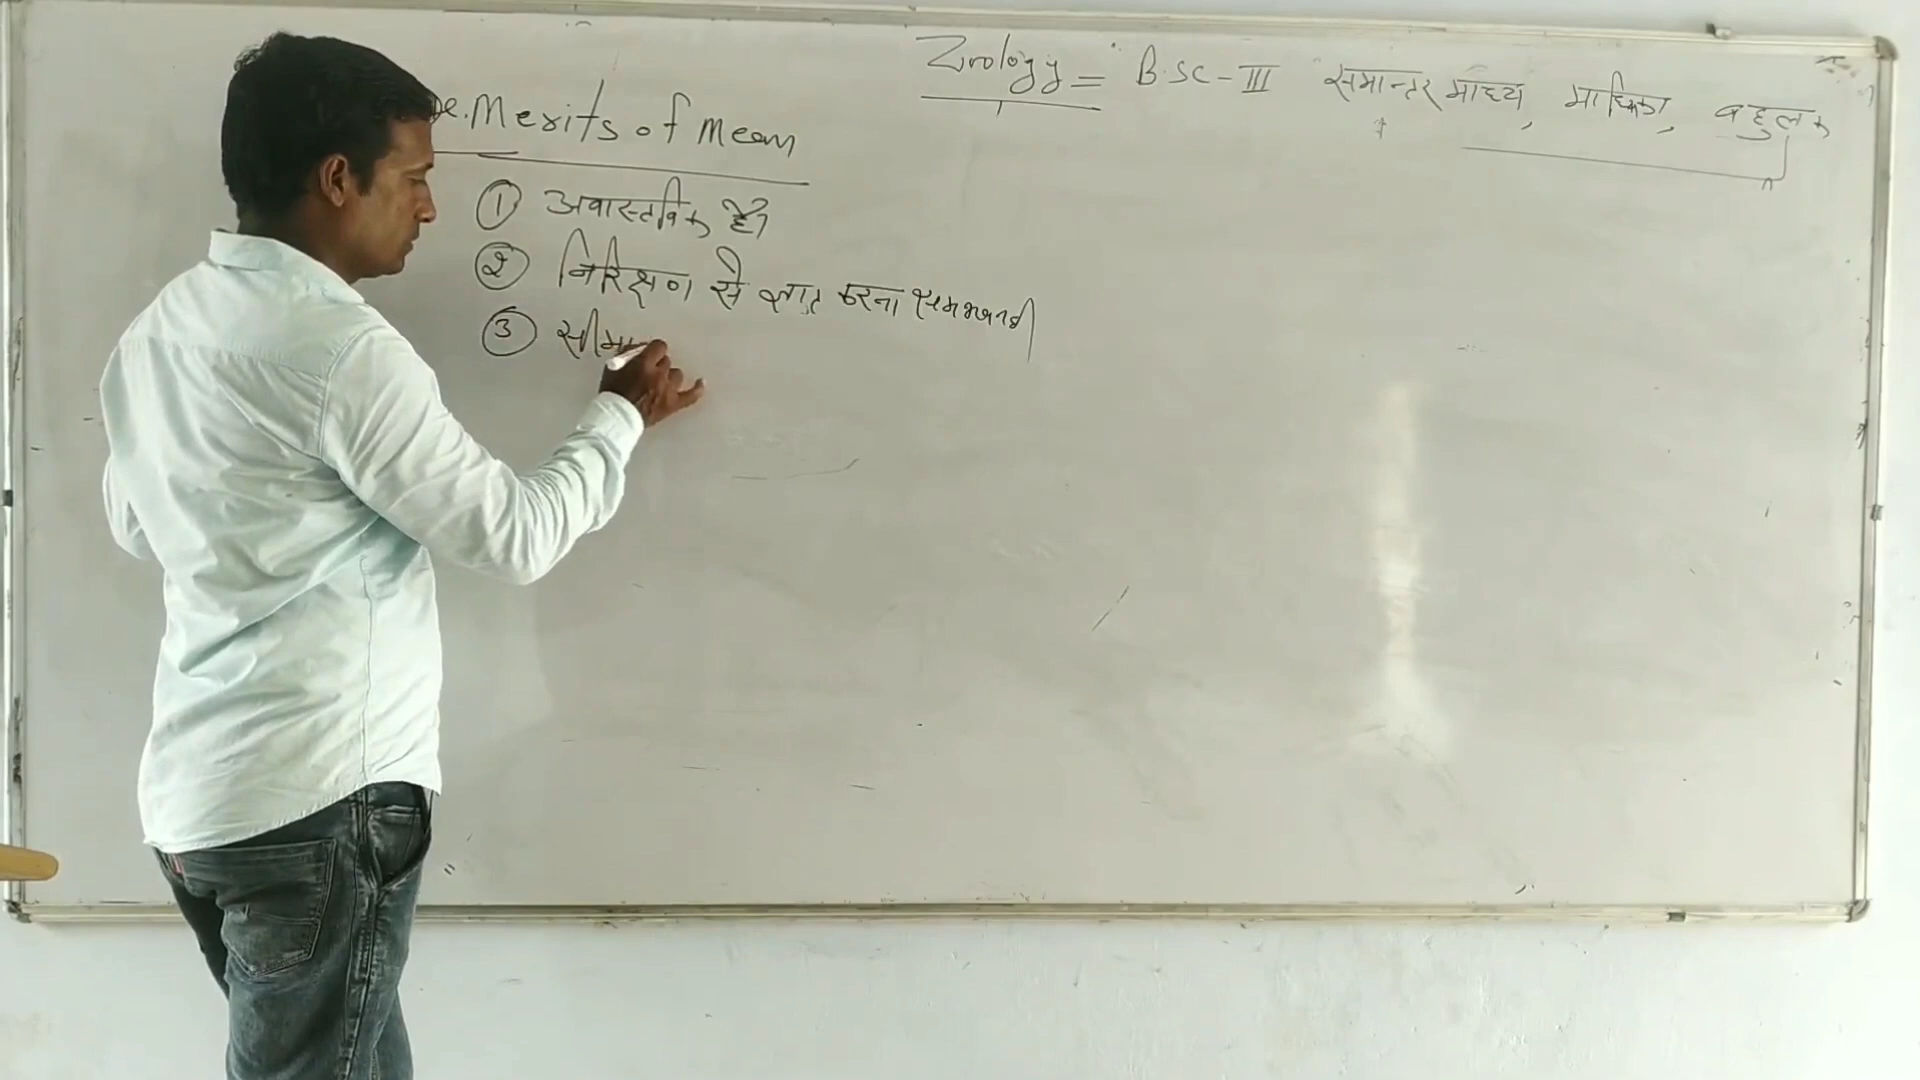 Zoology = B.SC-III समान्तर माध्य, माध्यिका, बहुलक
e.Merits of Mean
① अवास्तविक है।
② निरिक्षण से ज्ञात करना सम्भव नही
③ सीमा